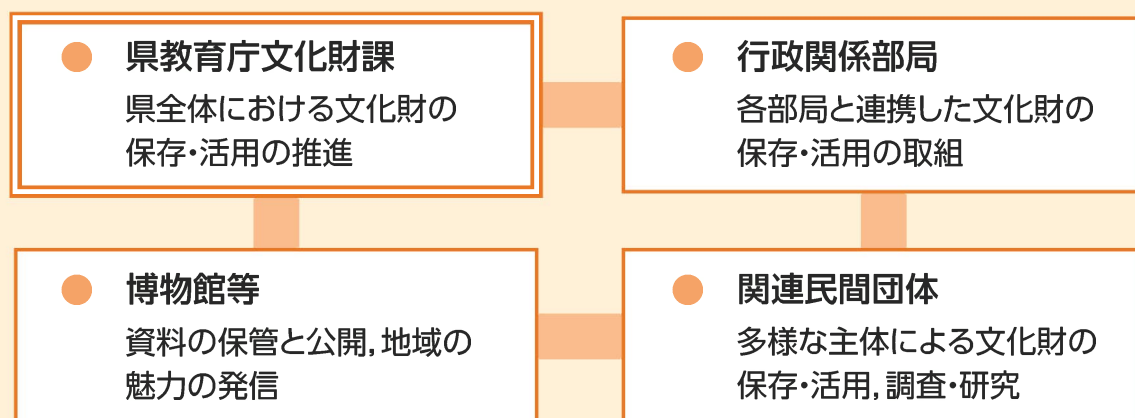 県教育庁文化財課
県全体における文化財の
保存・活用の推進
行政関係部局
各部局と連携した文化財の
保存・活用の取組
博物館等
資料の保管と公開,地域の
魅力の発信
関連民間団体
多様な主体による文化財の
保存・活用,調査・研究